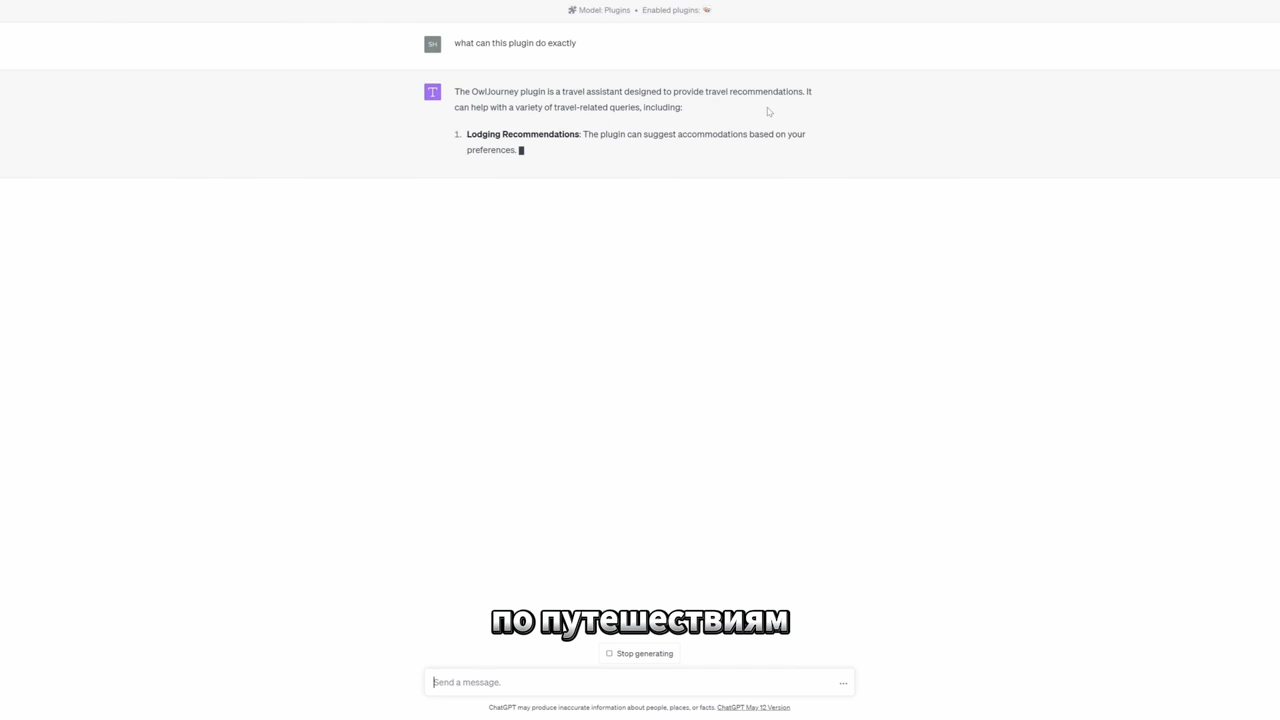 Model: Plugins • Enabled plugins:
SH
what can this plugin do exactly
T
The OwlJourney plugin is a travel assistant designed to provide travel recommendations. It
can help with a variety of travel-related queries, including:
1. Lodging Recommendations: The plugin can suggest accommodations based on your
preferences.
по путешествиям
Stop generating
Send a message.
ChatGPT may produce inaccurate information about people, places, or facts. ChatGPT May 12 Version